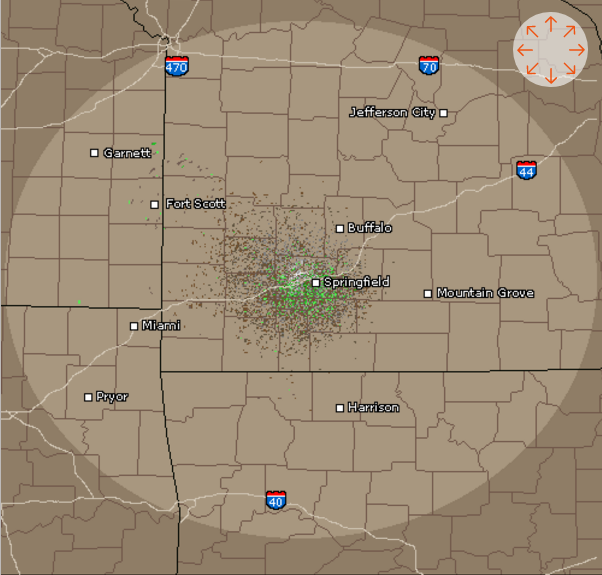 470
70
Jefferson City
Garnett
44
Fort Scott
Buffalo
Springfield
Mountain Grove
Miami
Pryor
Harrison
40